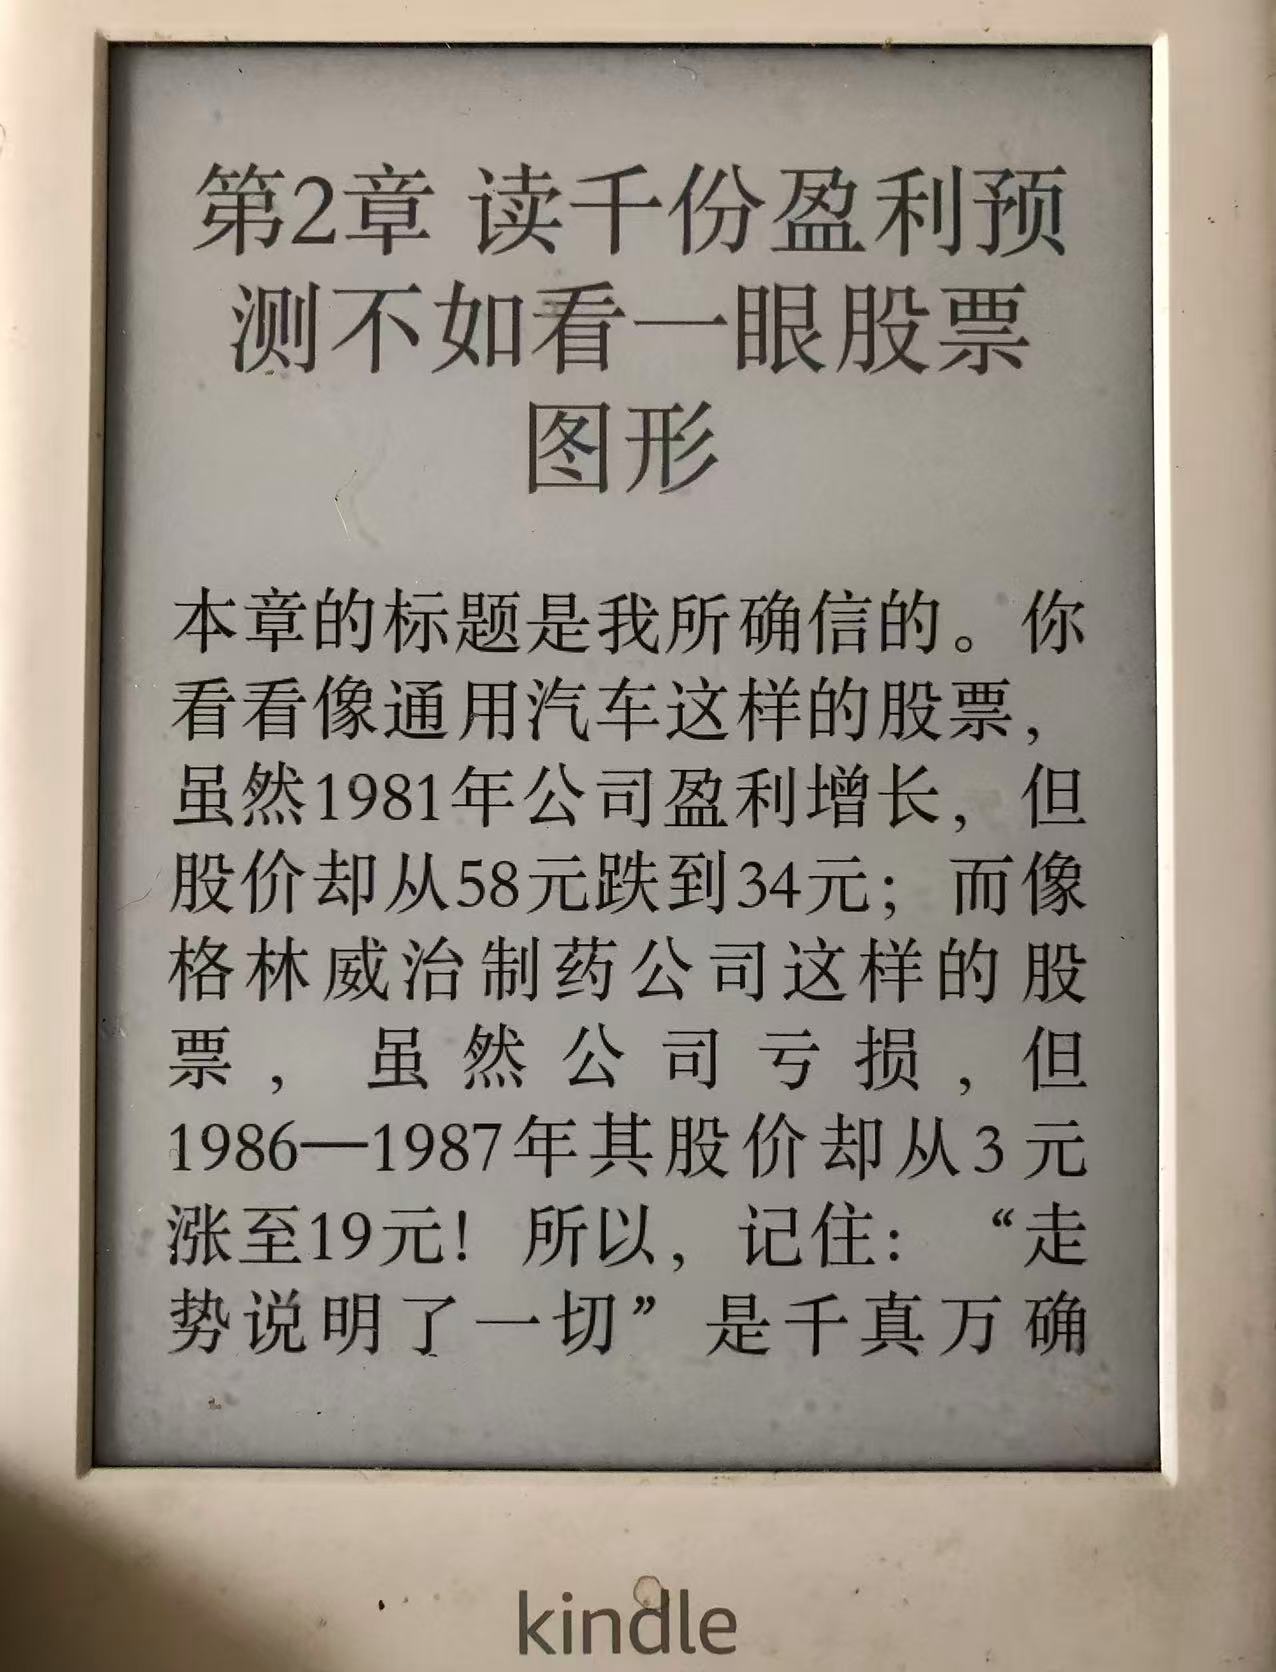 第2章 读千份盈利预
测不如看一眼股票
图形
本章的标题是我所确信的。你
看看像通用汽车这样的股票，
虽然1981年公司盈利增长，但
股价却从58元跌到34元；而像
格林威治制药公司这样的股
票，虽然公司亏损，但
1986—1987年其股价却从3元
涨至19元！所以，记住：“走
势说明了一切”是千真万确
kindle